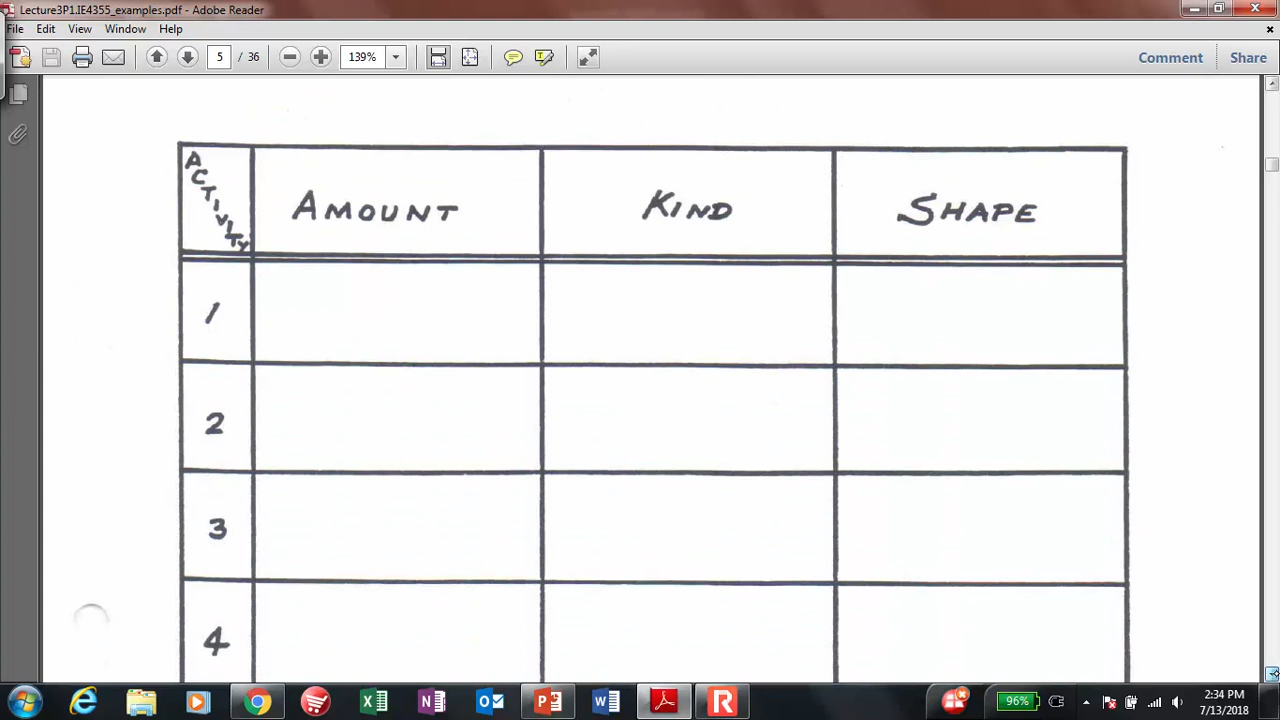 Lecture3P1.IE4355_examples.pdf - Adobe Reader
File Edit View Window Help
5 / 36 139% Comment Share
ACTIVITY AMOUNT KIND SHAPE
1
2
3
4
96% 2:34 PM
7/13/2018